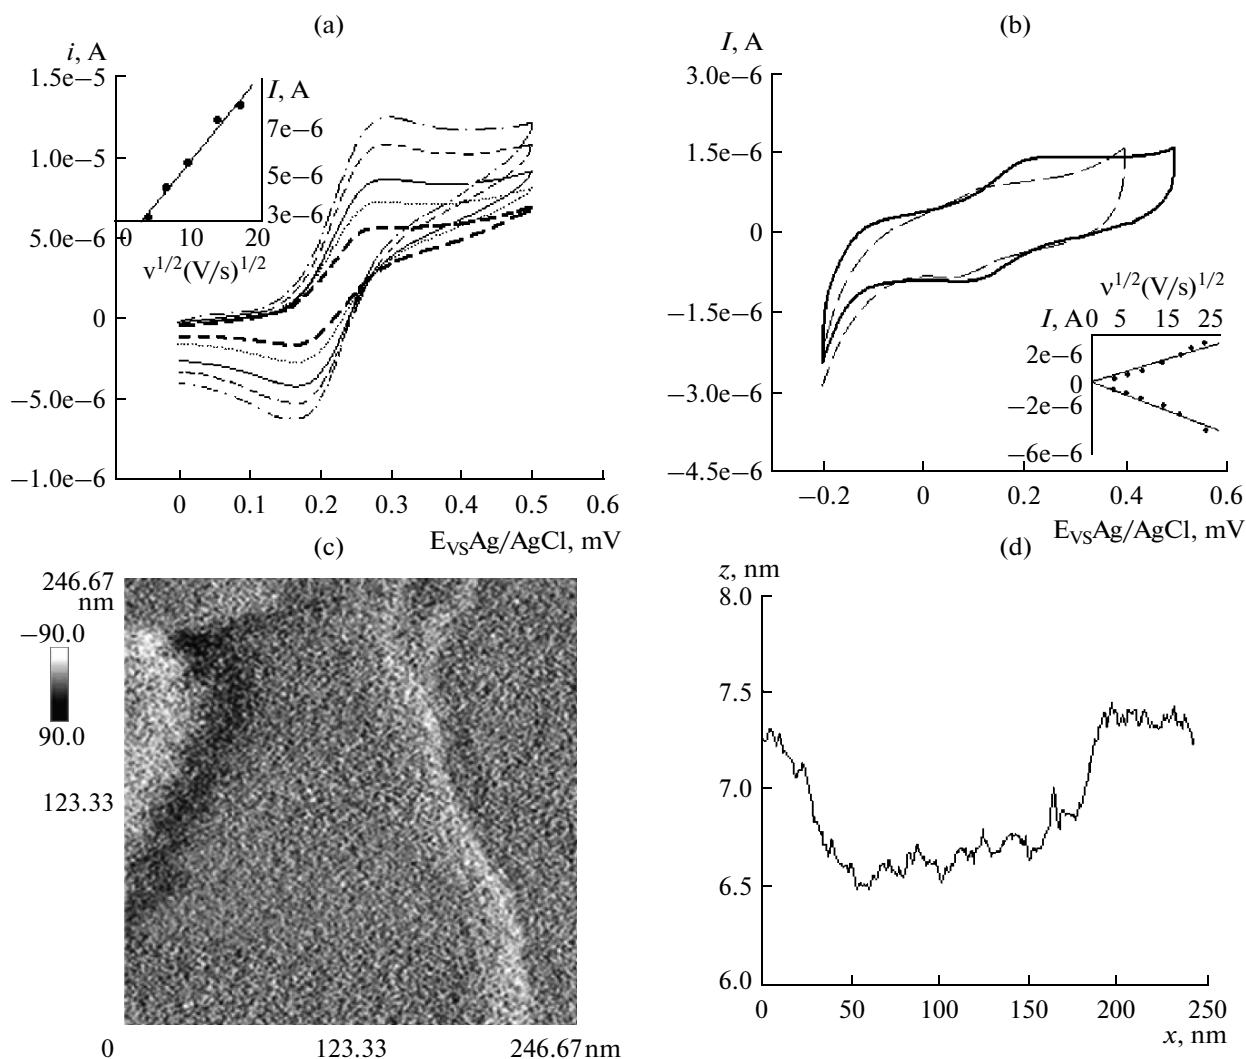 (a)
i, A
1.5e−5
1.0e−5
5.0e−6
0
−5.0e−6
−1.0e−6
I, A
7e−6
5e−6
3e−6
0 10 20
v1/2(V/s)1/2
0 0.1 0.2 0.3 0.4 0.5 0.6
EVSAg/AgCl, mV
(b)
I, A
3.0e−6
1.5e−6
0
−1.5e−6
−3.0e−6
−4.5e−6
v1/2(V/s)1/2
I, A 0 5 15 25
2e−6
0
−2e−6
−6e−6
−0.2 0 0.2 0.4 0.6
EVSAg/AgCl, mV
(c)
246.67
nm
−90.0
90.0
123.33
0 123.33 246.67 nm
(d)
z, nm
8.0
7.5
7.0
6.5
6.0
0 50 100 150 200 250
x, nm